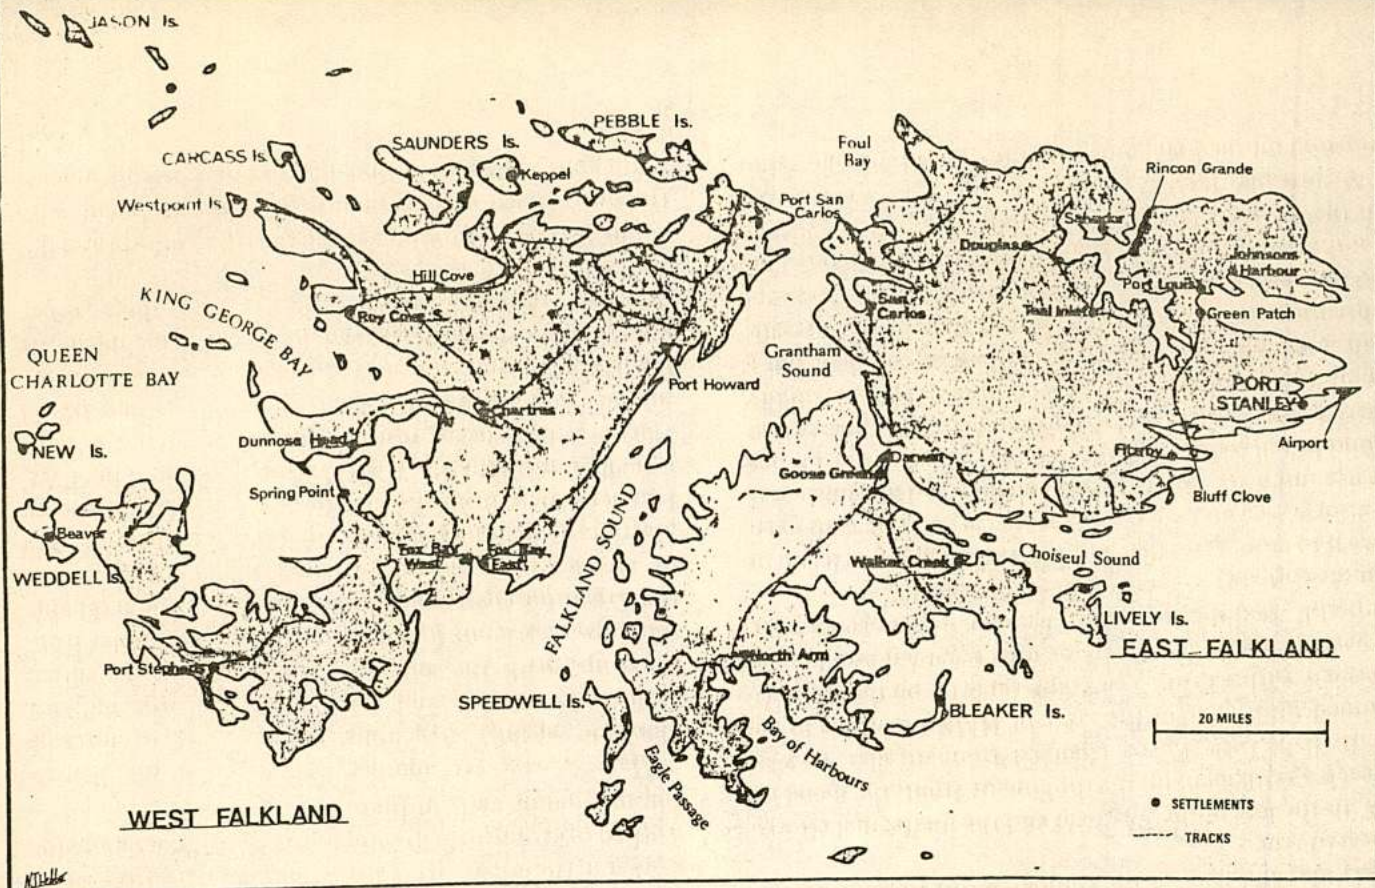 JASON Is.
PEBBLE Is.
SAUNDERS Is.
Foul
Bay
CARCASS Is.
Rincon Grande
Keppel
Westpoint Is.
Port San
Carlos
Salvador
Douglas
Johnsons
Harbour
Hill Cove
Port Louis
KING GEORGE BAY
San
Carlos
Roy Cove S.
Teal Inlet
Green Patch
QUEEN
CHARLOTTE BAY
Grantham
Sound
Port Howard
PORT
STANLEY
Chartres
Airport
Dunnose Head
NEW Is.
Darwin
Fitzroy
Goose Green
Spring Point
Bluff Clove
FALKLAND SOUND
Beaver
Fox Bay
West
Fox Bay
East
Choiseul Sound
Walker Creek
WEDDELL Is.
LIVELY Is.
EAST FALKLAND
Port Stephens
North Arm
SPEEDWELL Is.
BLEAKER Is.
20 MILES
Bay of Harbours
Eagle Passage
SETTLEMENTS
WEST FALKLAND
TRACKS